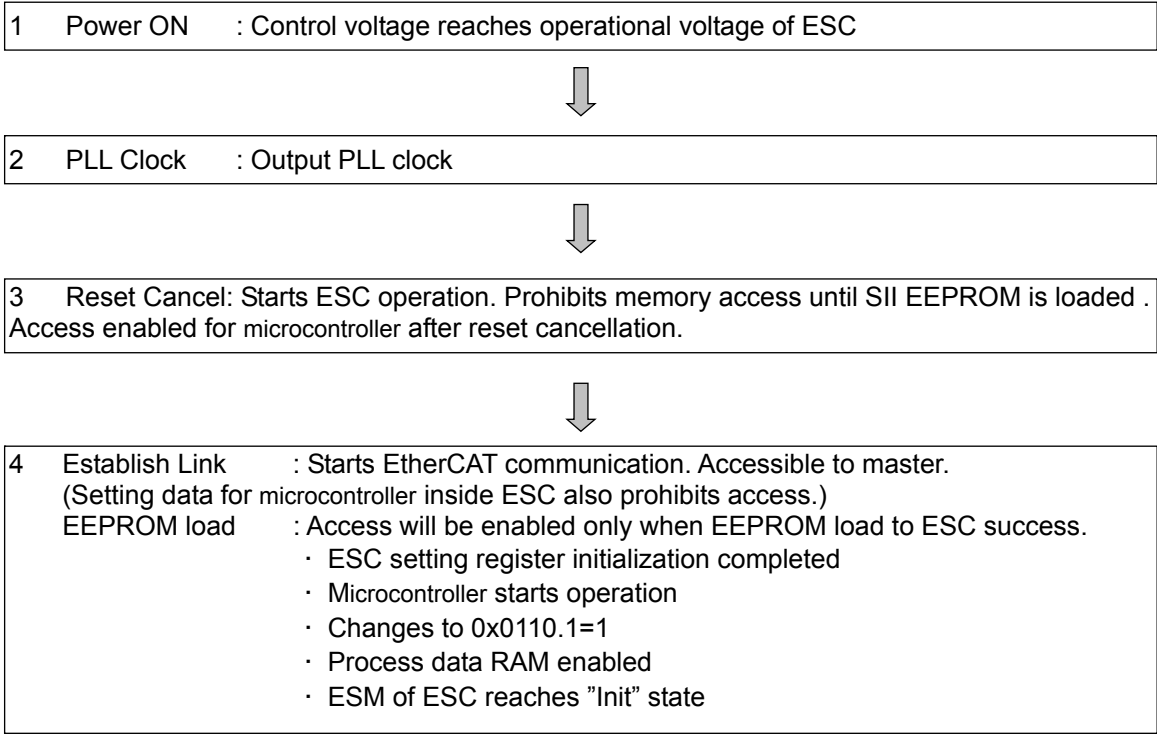 1 Power ON : Control voltage reaches operational voltage of ESC
2 PLL Clock : Output PLL clock
3 Reset Cancel: Starts ESC operation. Prohibits memory access until SII EEPROM is loaded .
Access enabled for microcontroller after reset cancellation.
4 Establish Link : Starts EtherCAT communication. Accessible to master.
(Setting data for microcontroller inside ESC also prohibits access.)
EEPROM load : Access will be enabled only when EEPROM load to ESC success.
・ ESC setting register initialization completed
・ Microcontroller starts operation
・ Changes to 0x0110.1=1
・ Process data RAM enabled
・ ESM of ESC reaches ”Init” state